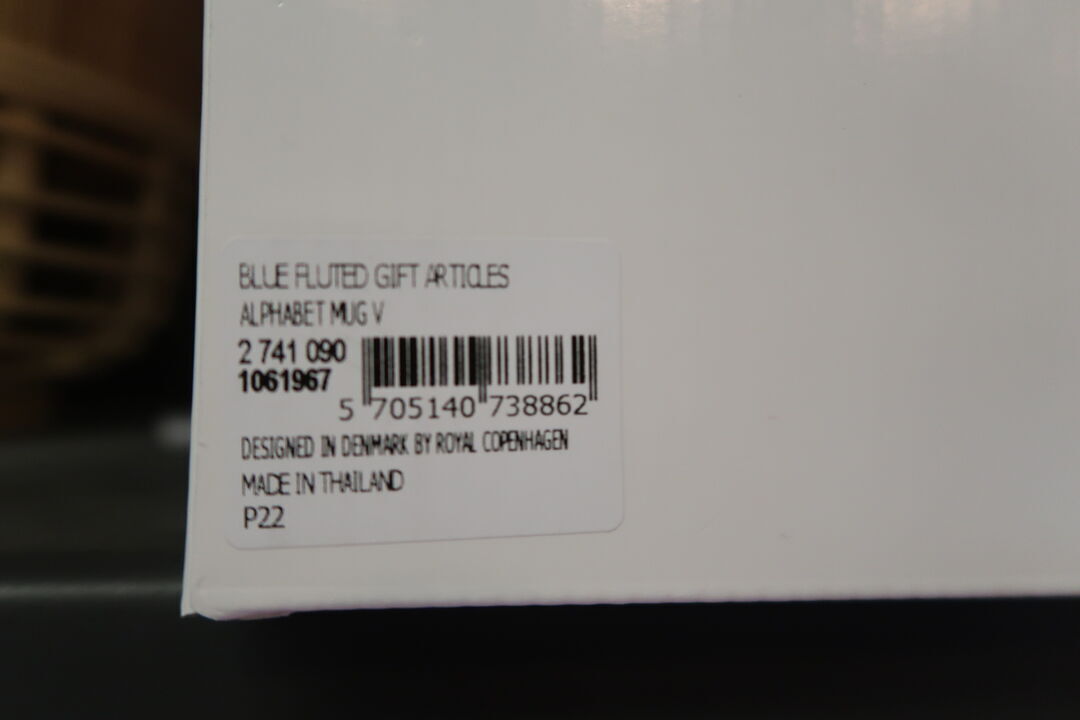 BLUE FLUTED GIFT ARTICLES
ALPHABET MUG V
2 741 090
1061967
5 705140 738862
DESIGNED IN DENMARK BY ROYAL COPENHAGEN
MADE IN THAILAND
P22